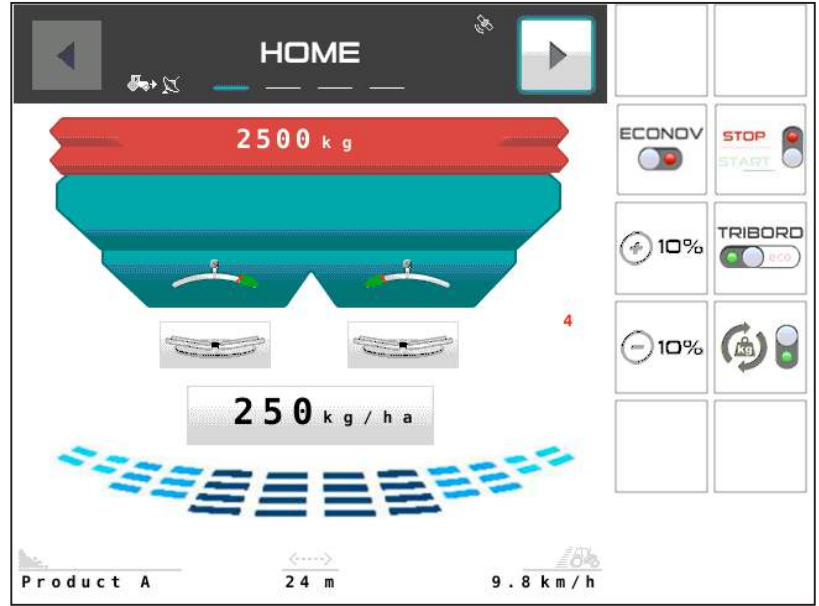 HOME
2500 kg
ECONOV
STOP
START
10%
TRIBORD
eco
4
10%
kg
250 kg/ha
Product A
24 m
9.8 km/h